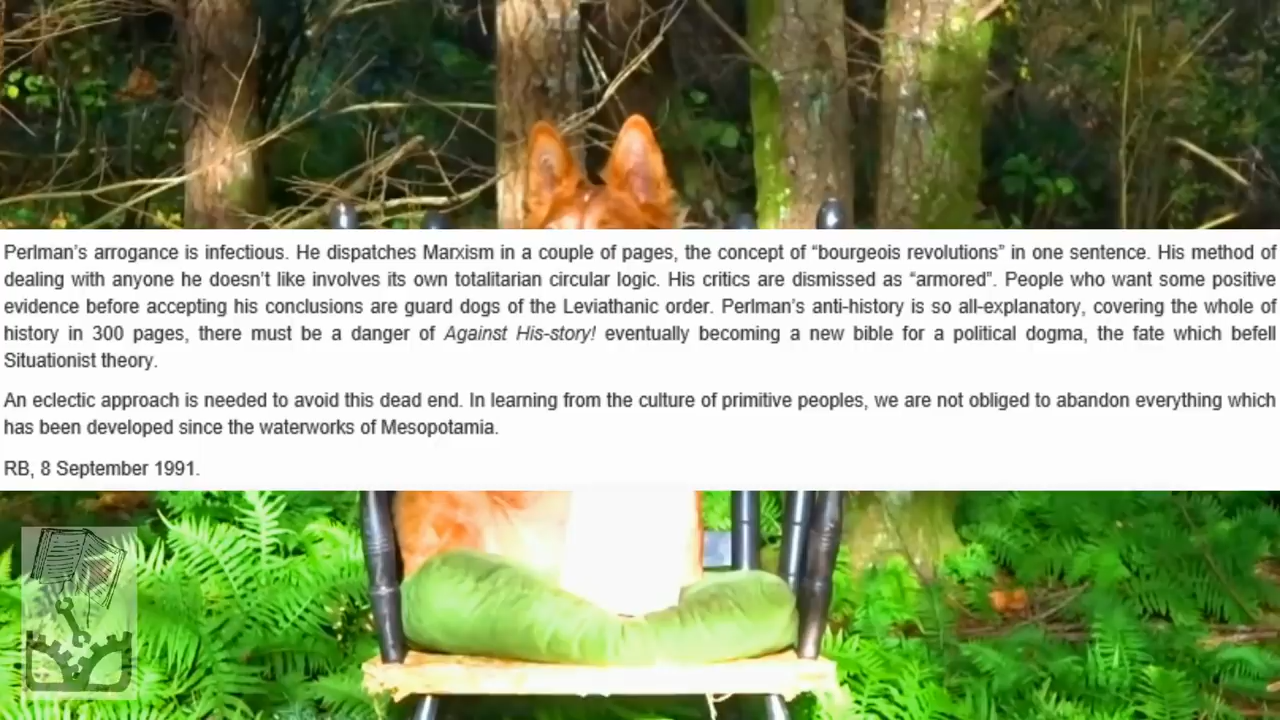 Perlman’s arrogance is infectious. He dispatches Marxism in a couple of pages, the concept of “bourgeois revolutions” in one sentence. His method of
dealing with anyone he doesn’t like involves its own totalitarian circular logic. His critics are dismissed as “armored”. People who want some positive
evidence before accepting his conclusions are guard dogs of the Leviathanic order. Perlman’s anti-history is so all-explanatory, covering the whole of
history in 300 pages, there must be a danger of Against His-story! eventually becoming a new bible for a political dogma, the fate which befell
Situationist theory.
An eclectic approach is needed to avoid this dead end. In learning from the culture of primitive peoples, we are not obliged to abandon everything which
has been developed since the waterworks of Mesopotamia.
RB, 8 September 1991.